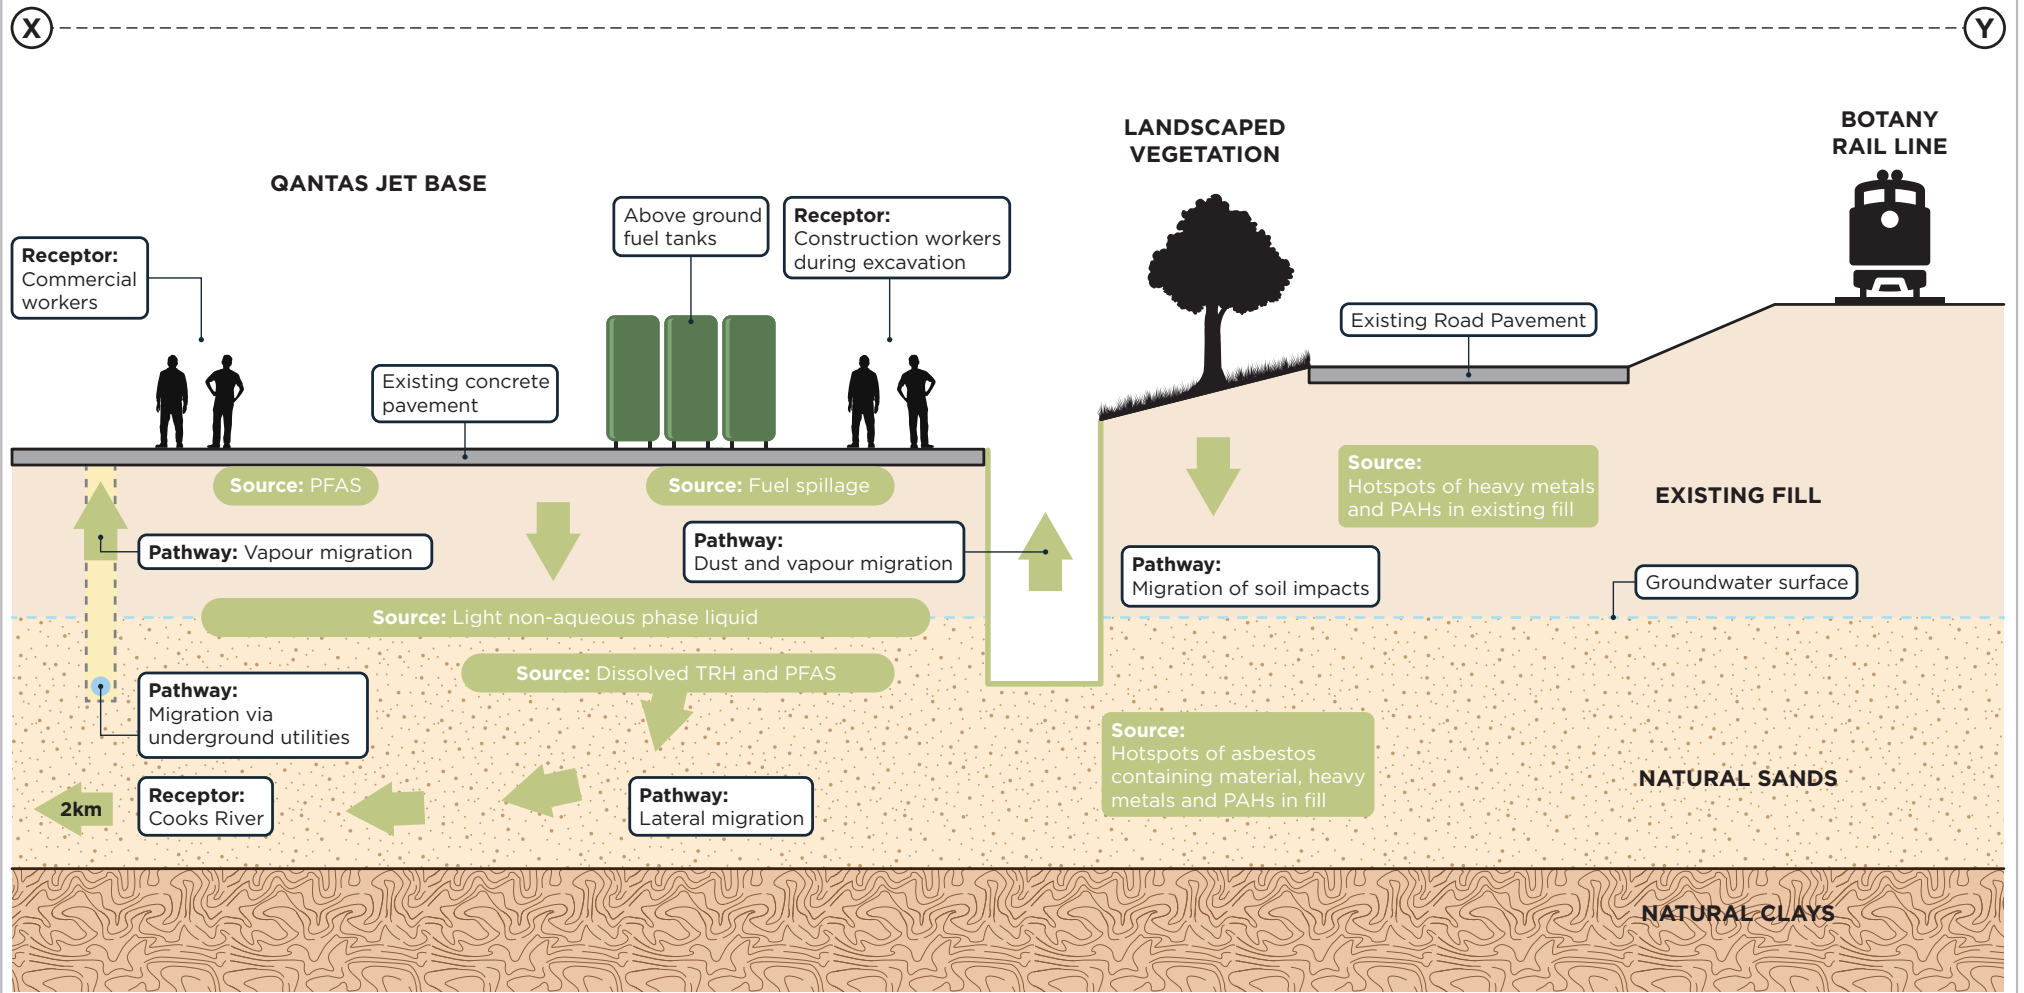 X
Y
LANDSCAPED
VEGETATION
BOTANY
RAIL LINE
QANTAS JET BASE
Receptor:
Commercial
workers
Above ground
fuel tanks
Receptor:
Construction workers
during excavation
Existing Road Pavement
Existing concrete
pavement
Source: PFAS
Source: Fuel spillage
Source:
Hotspots of heavy metals
and PAHs in existing fill
EXISTING FILL
Pathway: Vapour migration
Pathway:
Dust and vapour migration
Pathway:
Migration of soil impacts
Groundwater surface
Source: Light non-aqueous phase liquid
Source: Dissolved TRH and PFAS
Pathway:
Migration via
underground utilities
Source:
Hotspots of asbestos
containing material, heavy
metals and PAHs in fill
NATURAL SANDS
2km
Receptor:
Cooks River
Pathway:
Lateral migration
NATURAL CLAYS